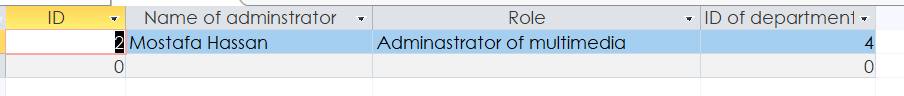 ID Name of adminstrator Role ID of department
2 Mostafa Hassan Adminastrator of multimedia 4
0 0